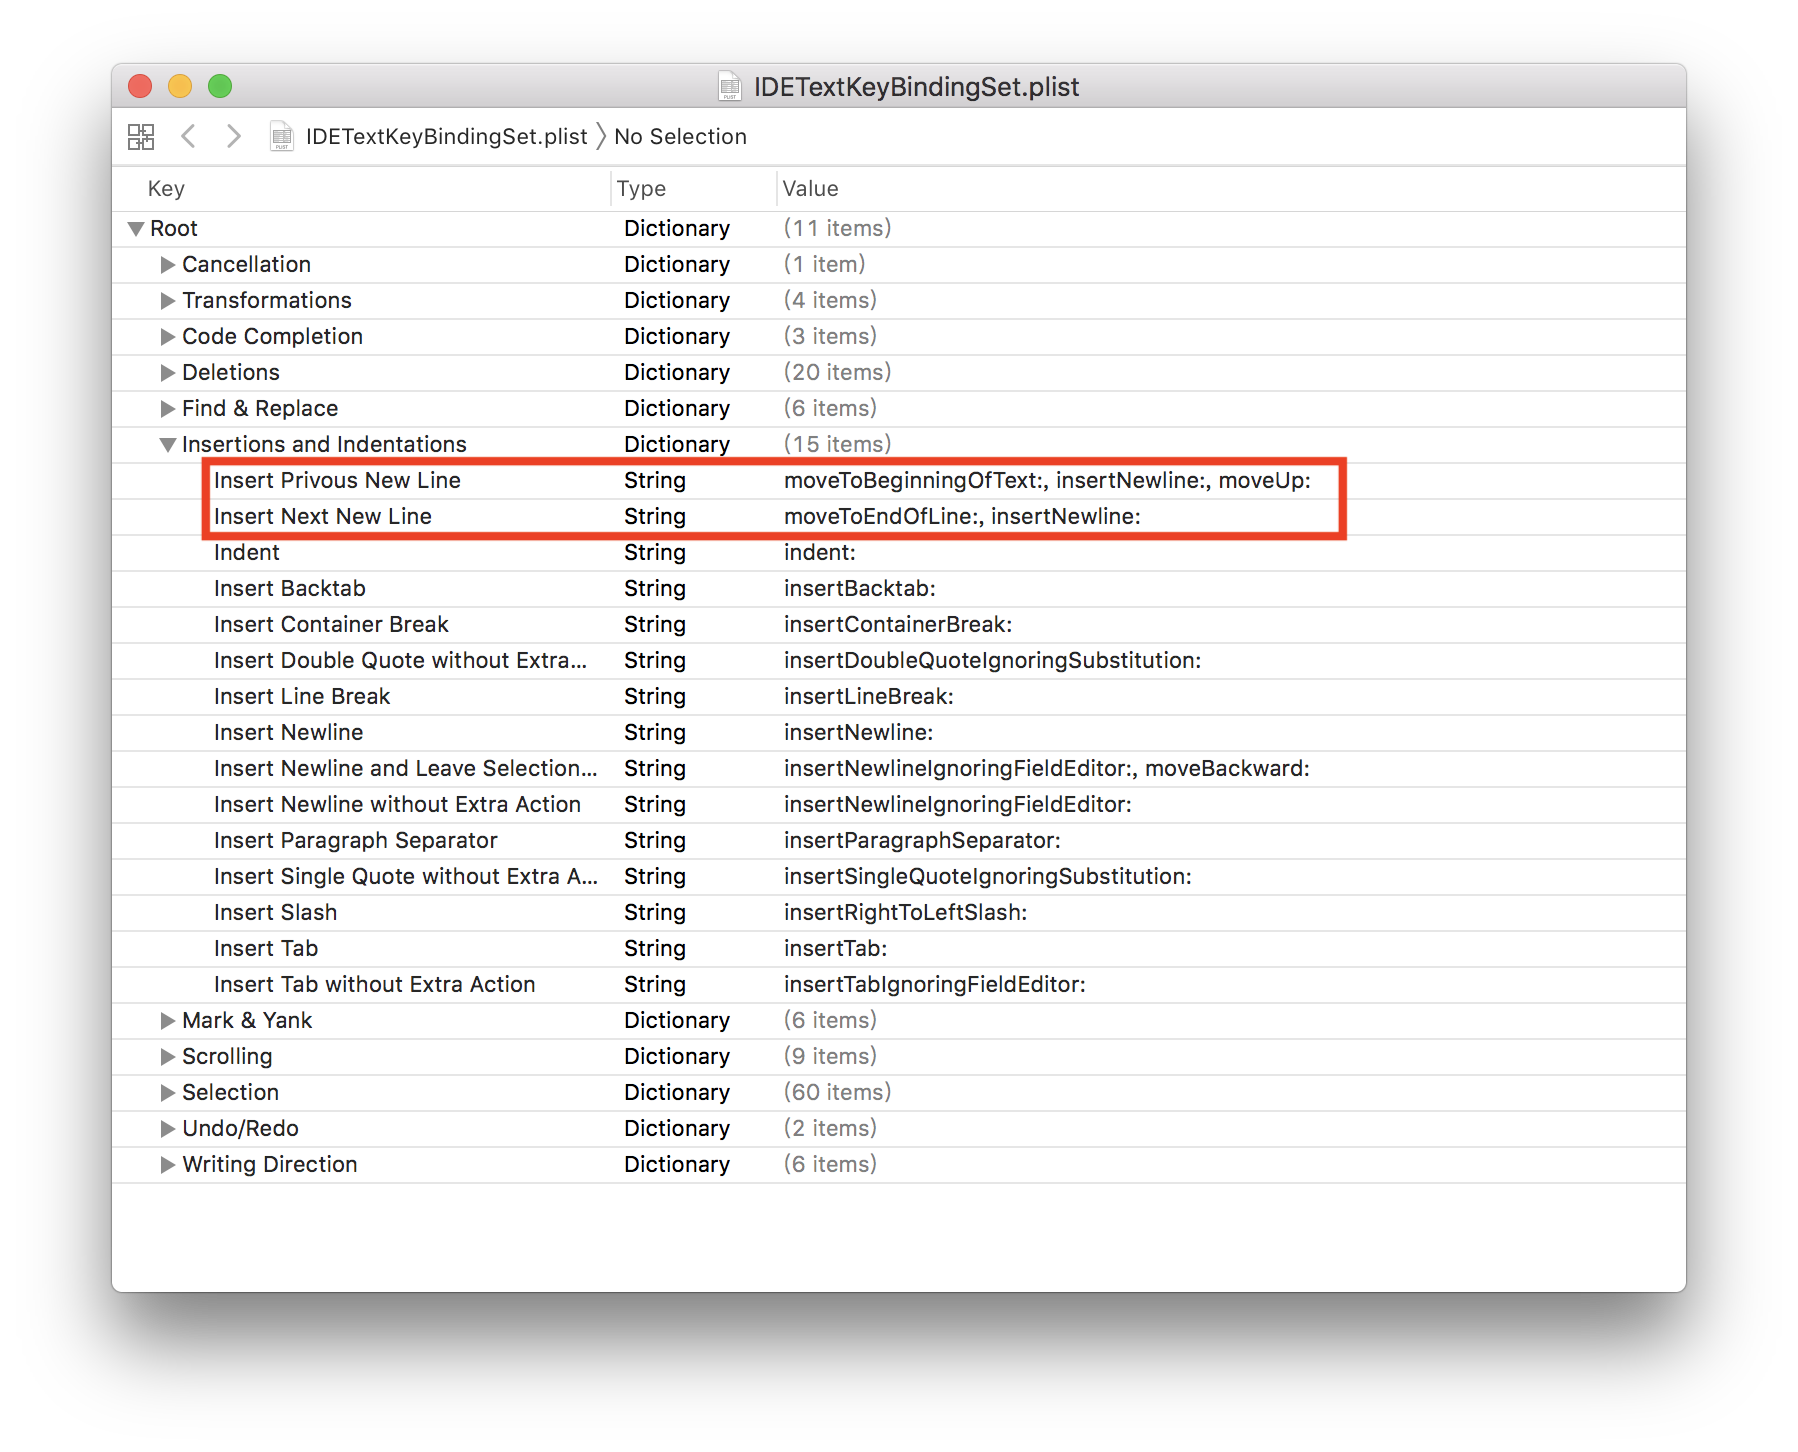 IDETextKeyBindingSet.plist
IDETextKeyBindingSet.plist No Selection
Key Type Value
Root Dictionary (11 items)
Cancellation Dictionary (1 item)
Transformations Dictionary (4 items)
Code Completion Dictionary (3 items)
Deletions Dictionary (20 items)
Find & Replace Dictionary (6 items)
Insertions and Indentations Dictionary (15 items)
Insert Privous New Line String moveToBeginningOfText:, insertNewline:, moveUp:
Insert Next New Line String moveToEndOfLine:, insertNewline:
Indent String indent:
Insert Backtab String insertBacktab:
Insert Container Break String insertContainerBreak:
Insert Double Quote without Extra... String insertDoubleQuoteIgnoringSubstitution:
Insert Line Break String insertLineBreak:
Insert Newline String insertNewline:
Insert Newline and Leave Selection... String insertNewlineIgnoringFieldEditor:, moveBackward:
Insert Newline without Extra Action String insertNewlineIgnoringFieldEditor:
Insert Paragraph Separator String insertParagraphSeparator:
Insert Single Quote without Extra A... String insertSingleQuoteIgnoringSubstitution:
Insert Slash String insertRightToLeftSlash:
Insert Tab String insertTab:
Insert Tab without Extra Action String insertTabIgnoringFieldEditor:
Mark & Yank Dictionary (6 items)
Scrolling Dictionary (9 items)
Selection Dictionary (60 items)
Undo/Redo Dictionary (2 items)
Writing Direction Dictionary (6 items)